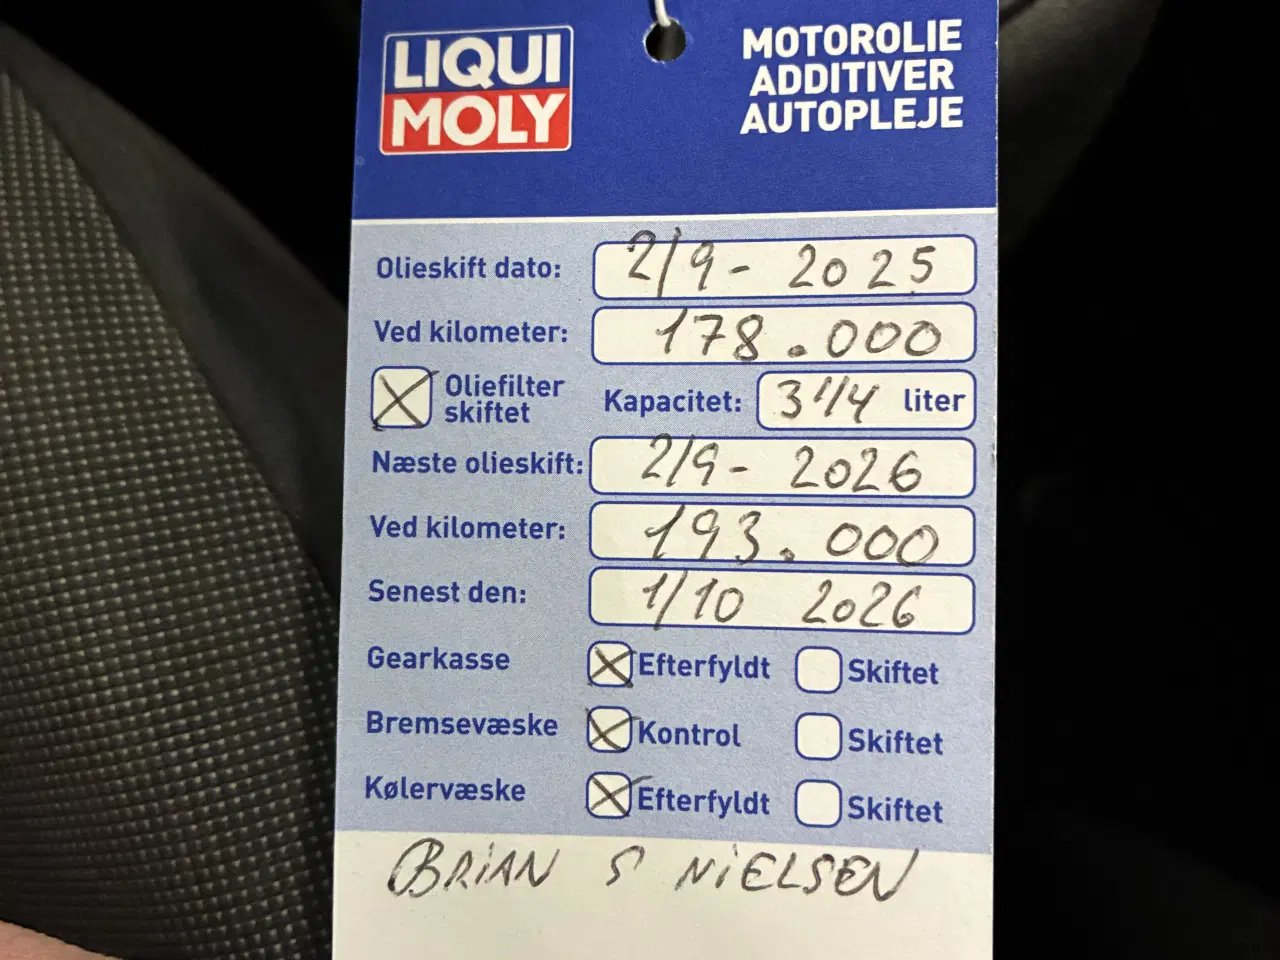 LIQUI
MOLY
MOTOROLIE
ADDITIVER
AUTOPLEJE
Olieskift dato: 2/9 - 2025
Ved kilometer: 178.000
Oliefilter skiftet Kapacitet: 3 1/4 liter
Næste olieskift: 2/9 - 2026
Ved kilometer: 193.000
Senest den: 1/10 2026
Gearkasse Efterfyldt Skiftet
Bremsevæske Kontrol Skiftet
Kølervæske Efterfyldt Skiftet
BRIAN S NIELSEN